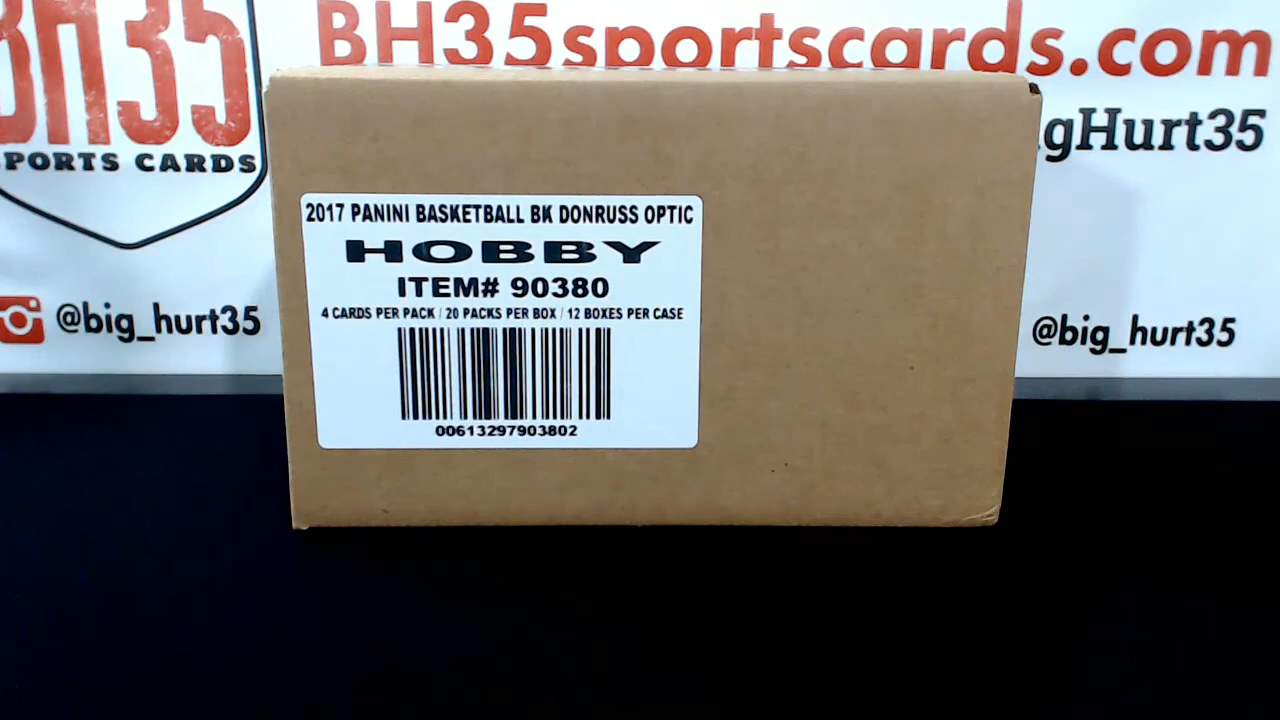 BH35
SPORTS CARDS
BH35sportscards.com
gHurt35
@big_hurt35
@big_hurt35
2017 PANINI BASKETBALL BK DONRUSS OPTIC
HOBBY
ITEM# 90380
4 CARDS PER PACK / 20 PACKS PER BOX / 12 BOXES PER CASE
00613297903802